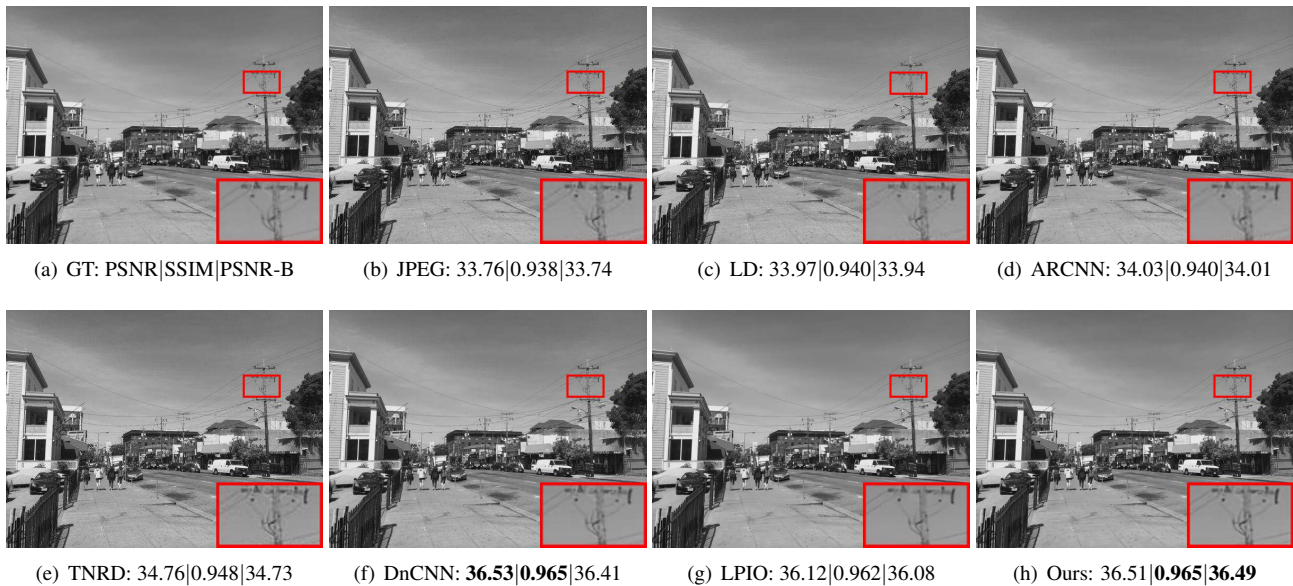 (a) GT: PSNR|SSIM|PSNR-B
(b) JPEG: 33.76|0.938|33.74
(c) LD: 33.97|0.940|33.94
(d) ARCNN: 34.03|0.940|34.01
(e) TNRD: 34.76|0.948|34.73
(f) DnCNN: 36.53|0.965|36.41
(g) LPIO: 36.12|0.962|36.08
(h) Ours: 36.51|0.965|36.49